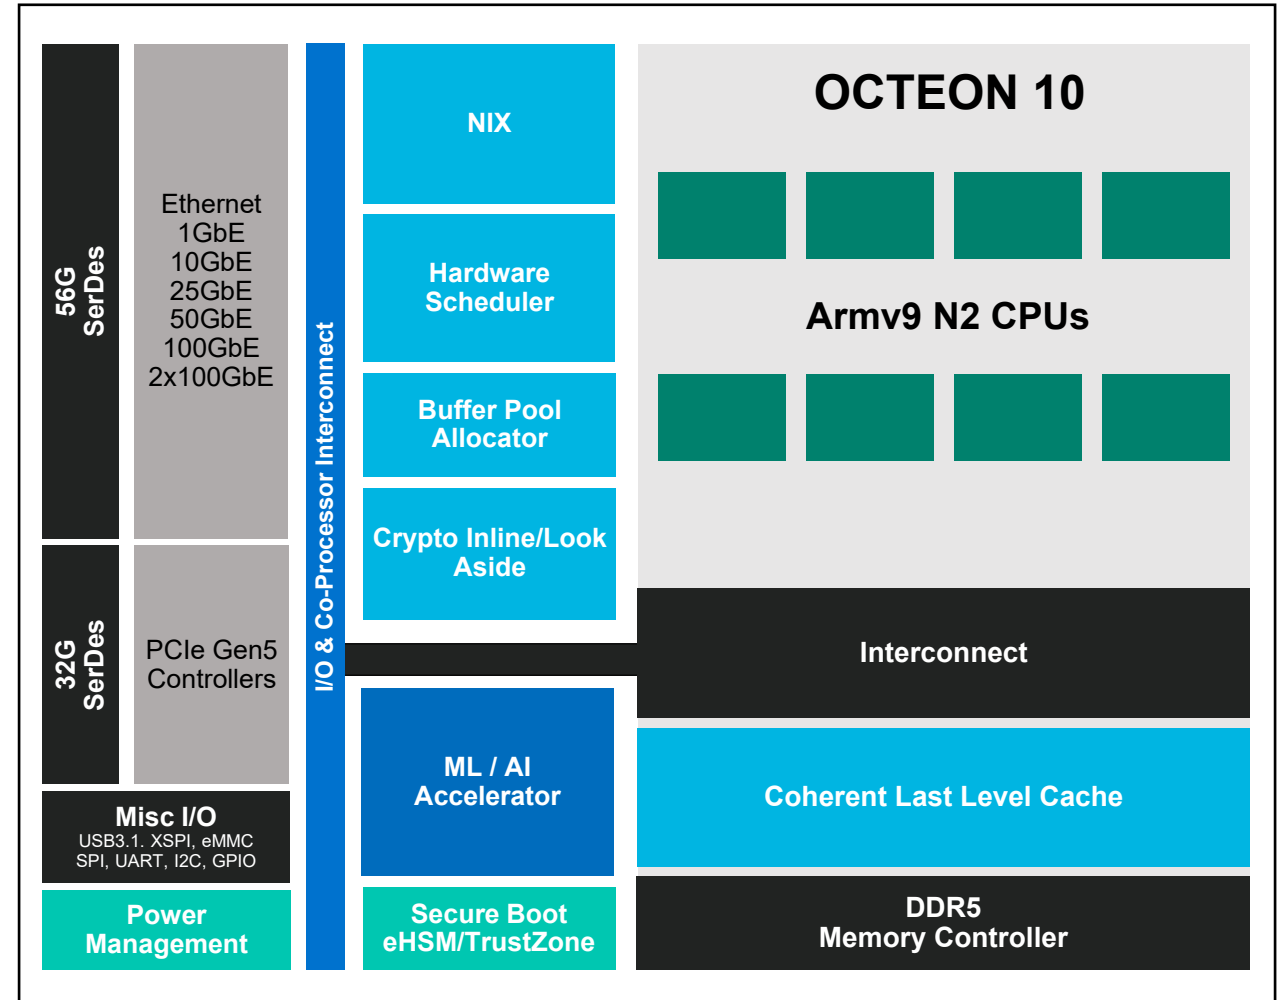 56G
SerDes
Ethernet
1GbE
10GbE
25GbE
50GbE
100GbE
2x100GbE
32G
SerDes
PCIe Gen5
Controllers
Misc I/O
USB3.1. XSPI, eMMC
SPI, UART, I2C, GPIO
Power
Management
I/O & Co-Processor Interconnect
NIX
Hardware
Scheduler
Buffer Pool
Allocator
Crypto Inline/Look
Aside
ML / AI
Accelerator
Secure Boot
eHSM/TrustZone
OCTEON 10
Armv9 N2 CPUs
Interconnect
Coherent Last Level Cache
DDR5
Memory Controller